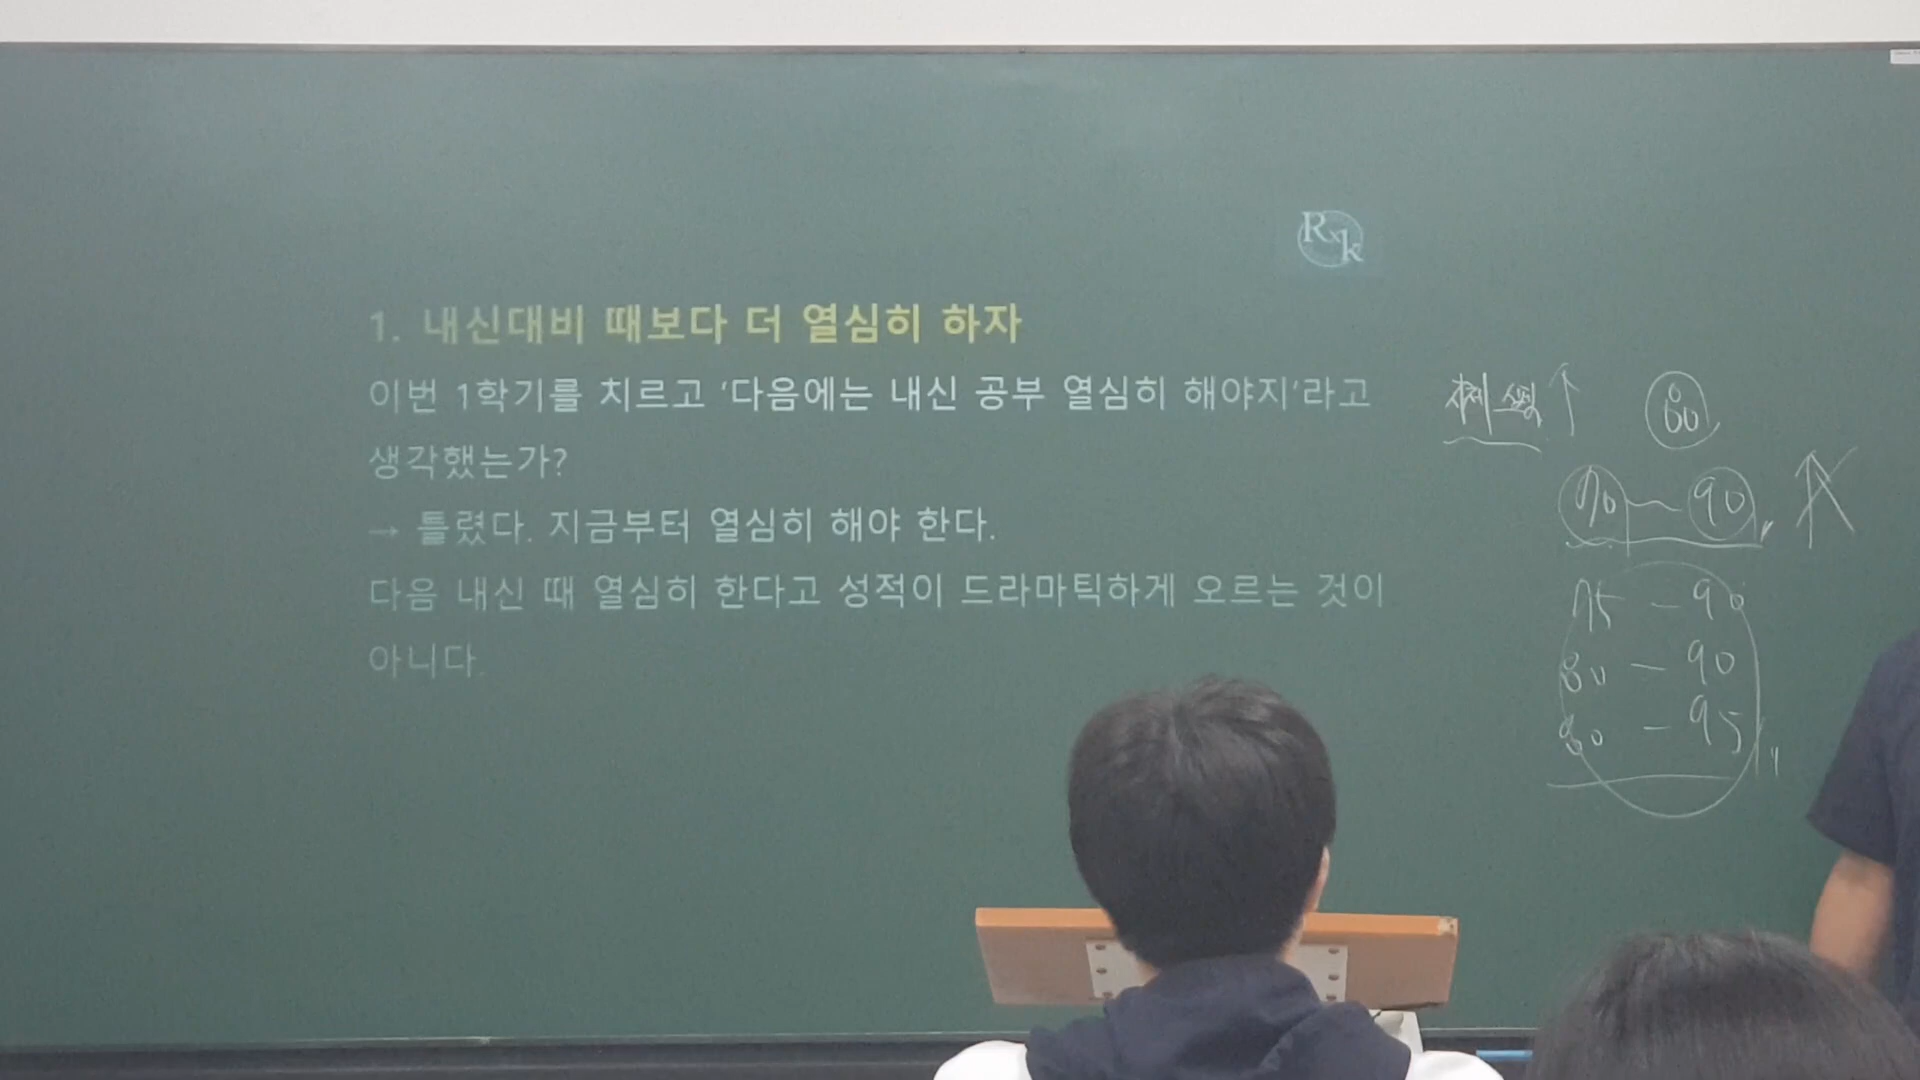 Rxk
1. 내신대비 때보다 더 열심히 하자
이번 1학기를 치르고 ‘다음에는 내신 공부 열심히 해야지’라고
생각했는가?
→ 틀렸다. 지금부터 열심히 해야 한다.
다음 내신 때 열심히 한다고 성적이 드라마틱하게 오르는 것이
아니다.
80
70 ~ 90
75 - 90
80 - 90
80 - 95